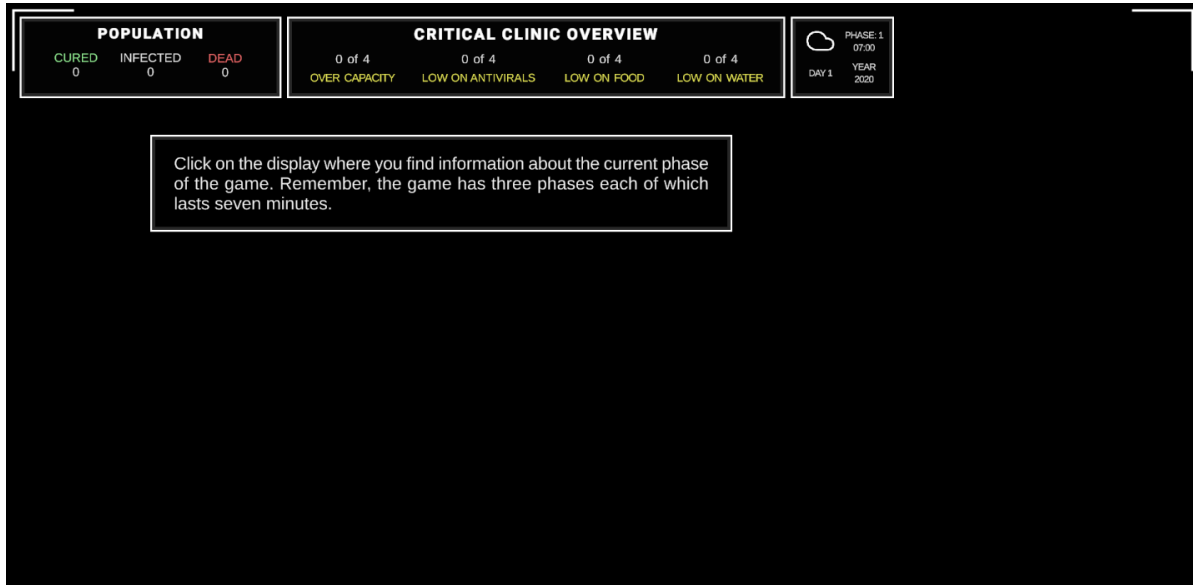 POPULATION
CURED INFECTED DEAD
0 0 0
CRITICAL CLINIC OVERVIEW
0 of 4 0 of 4 0 of 4 0 of 4
OVER CAPACITY LOW ON ANTIVIRALS LOW ON FOOD LOW ON WATER
PHASE: 1
07:00
DAY 1 YEAR
2020
Click on the display where you find information about the current phase
of the game. Remember, the game has three phases each of which
lasts seven minutes.